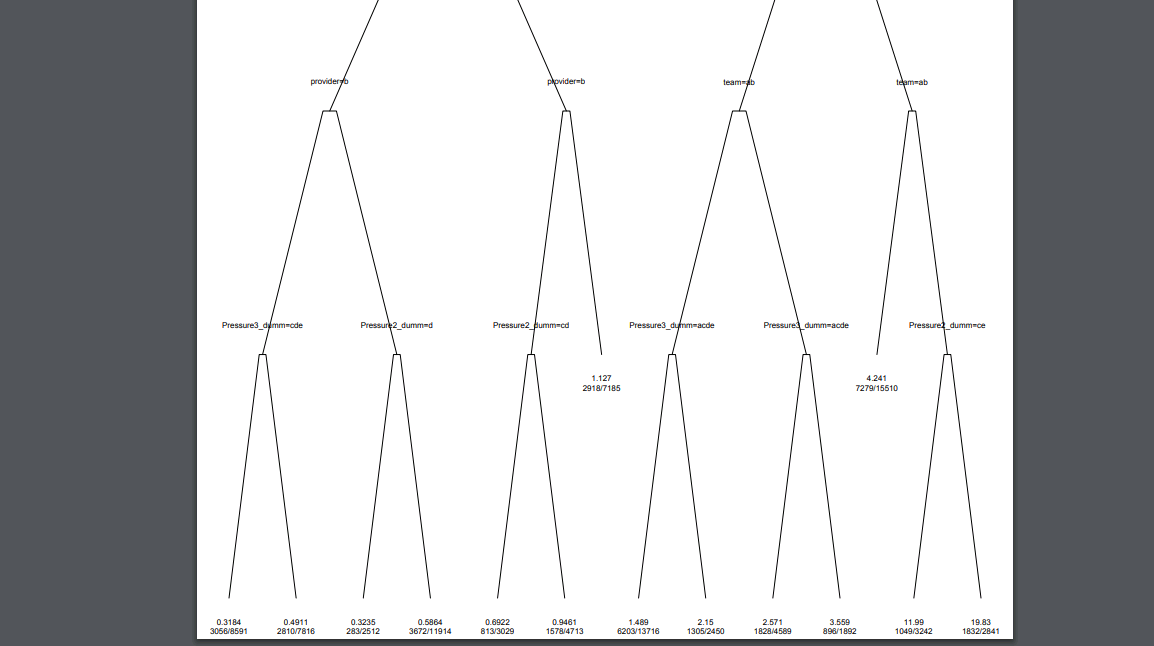 provider=b
provider=b
team=ab
team=ab
Pressure3_dumm=cde
Pressure2_dumm=d
Pressure2_dumm=cd
Pressure3_dumm=acde
Pressure3_dumm=acde
Pressure2_dumm=ce
1.127
2918/7185
4.241
7279/15510
0.3184
3056/8591
0.4911
2810/7816
0.3235
283/2512
0.5864
3672/11914
0.6922
813/3029
0.9461
1578/4713
1.489
6203/13716
2.15
1305/2450
2.571
1828/4589
3.559
896/1892
11.99
1049/3242
19.83
1832/2841